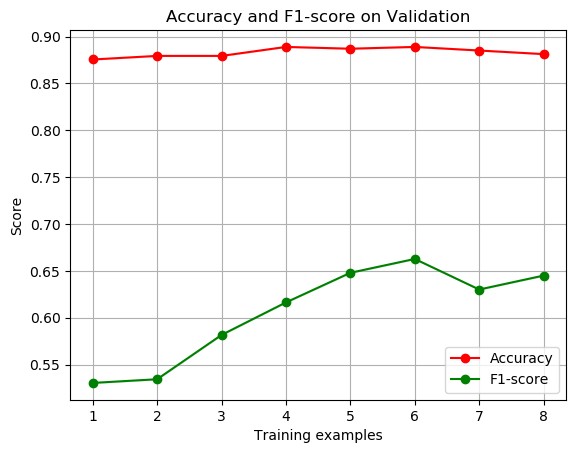 Accuracy and F1-score on Validation
0.90
0.85
0.80
0.75
0.70
0.65
0.60
0.55
Score
1 2 3 4 5 6 7 8
Training examples
Accuracy
F1-score